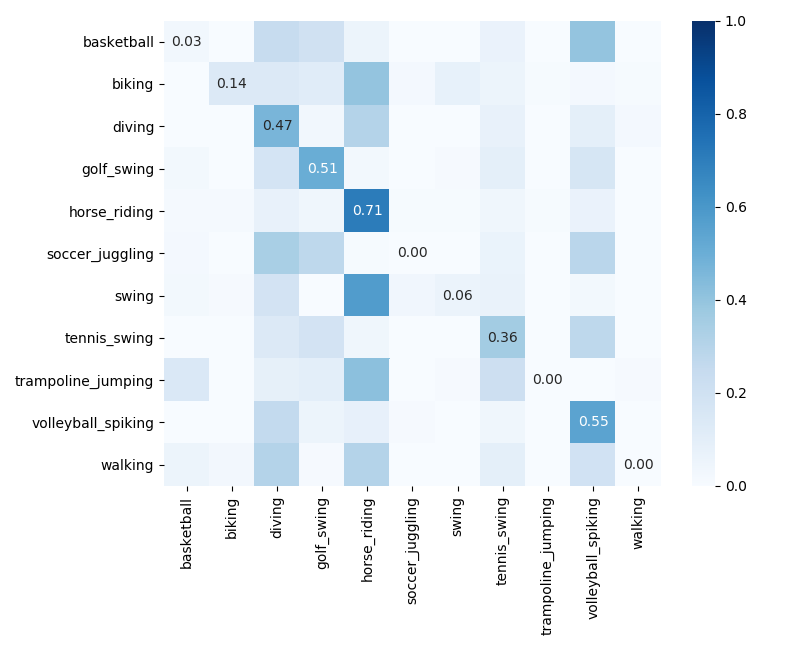 basketball 0.03
biking 0.14
diving 0.47
golf_swing 0.51
horse_riding 0.71
soccer_juggling 0.00
swing 0.06
tennis_swing 0.36
trampoline_jumping 0.00
volleyball_spiking 0.55
walking 0.00
basketball
biking
diving
golf_swing
horse_riding
soccer_juggling
swing
tennis_swing
trampoline_jumping
volleyball_spiking
walking
1.0
0.8
0.6
0.4
0.2
0.0